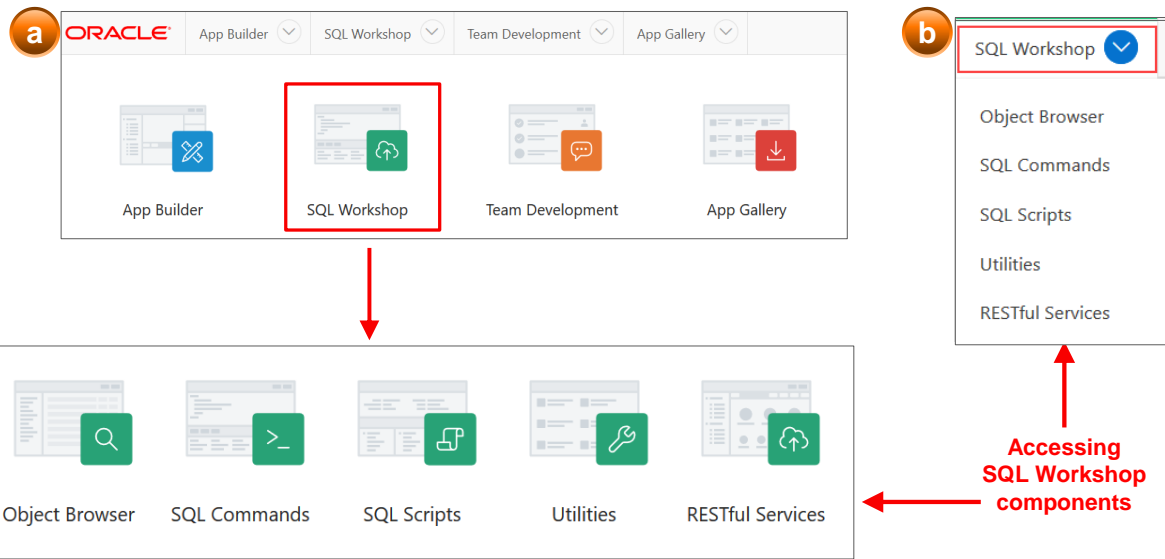 a
ORACLE
App Builder
SQL Workshop
Team Development
App Gallery
App Builder
SQL Workshop
Team Development
App Gallery
b
SQL Workshop
Object Browser
SQL Commands
SQL Scripts
Utilities
RESTful Services
Object Browser
SQL Commands
SQL Scripts
Utilities
RESTful Services
Accessing
SQL Workshop
components